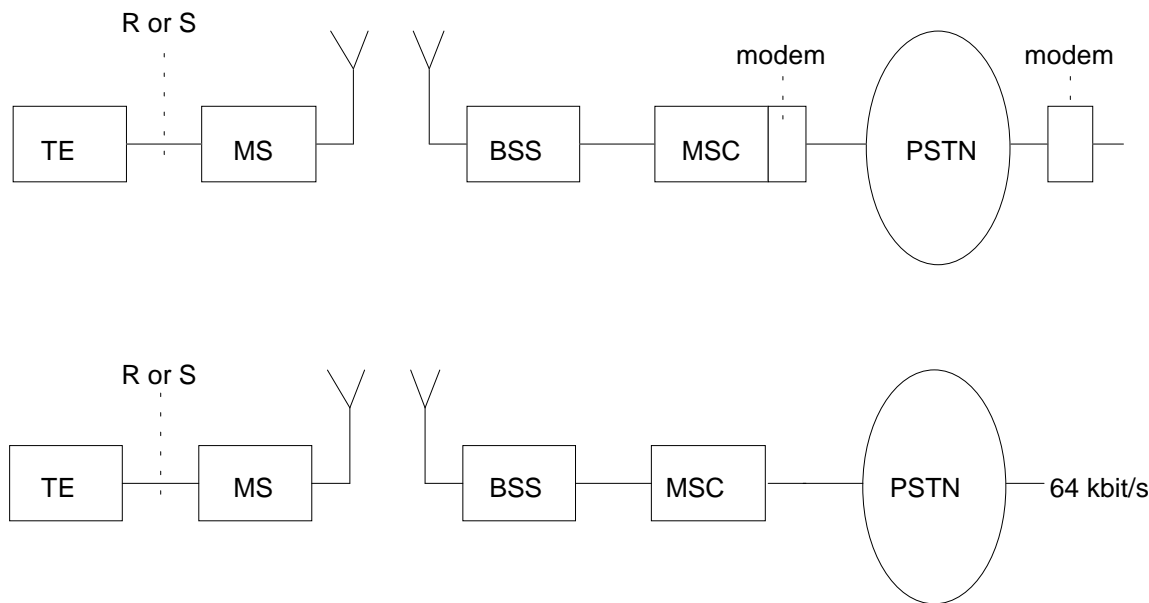 R or S
modem
modem
TE
MS
BSS
MSC
PSTN
R or S
TE
MS
BSS
MSC
PSTN
64 kbit/s